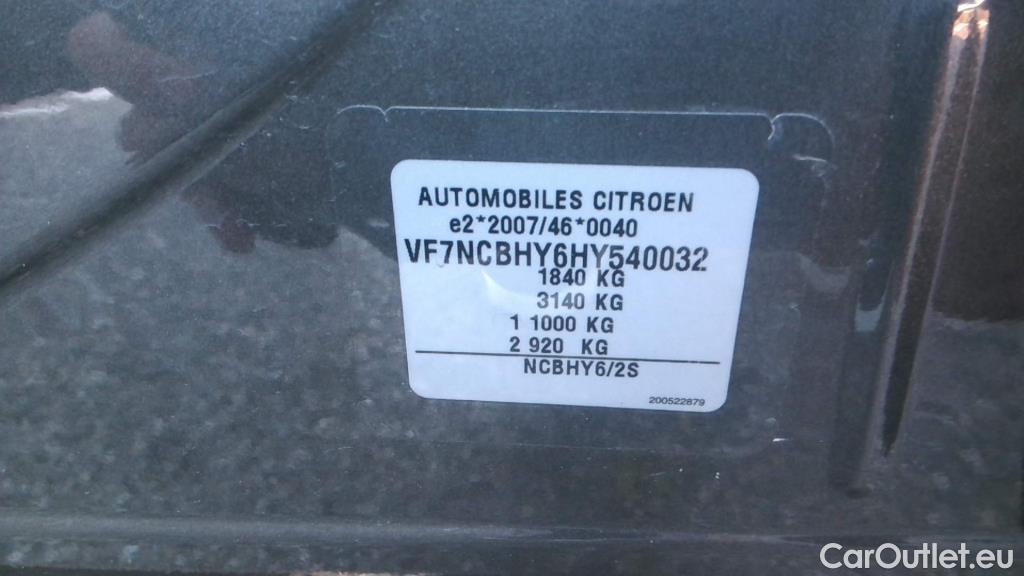 AUTOMOBILES CITROEN
e2*2007/46*0040
VF7NCBHY6HY540032
1840 KG
3140 KG
1 1000 KG
2 920 KG
NCBHY6/2S
200522879
CarOutlet.eu